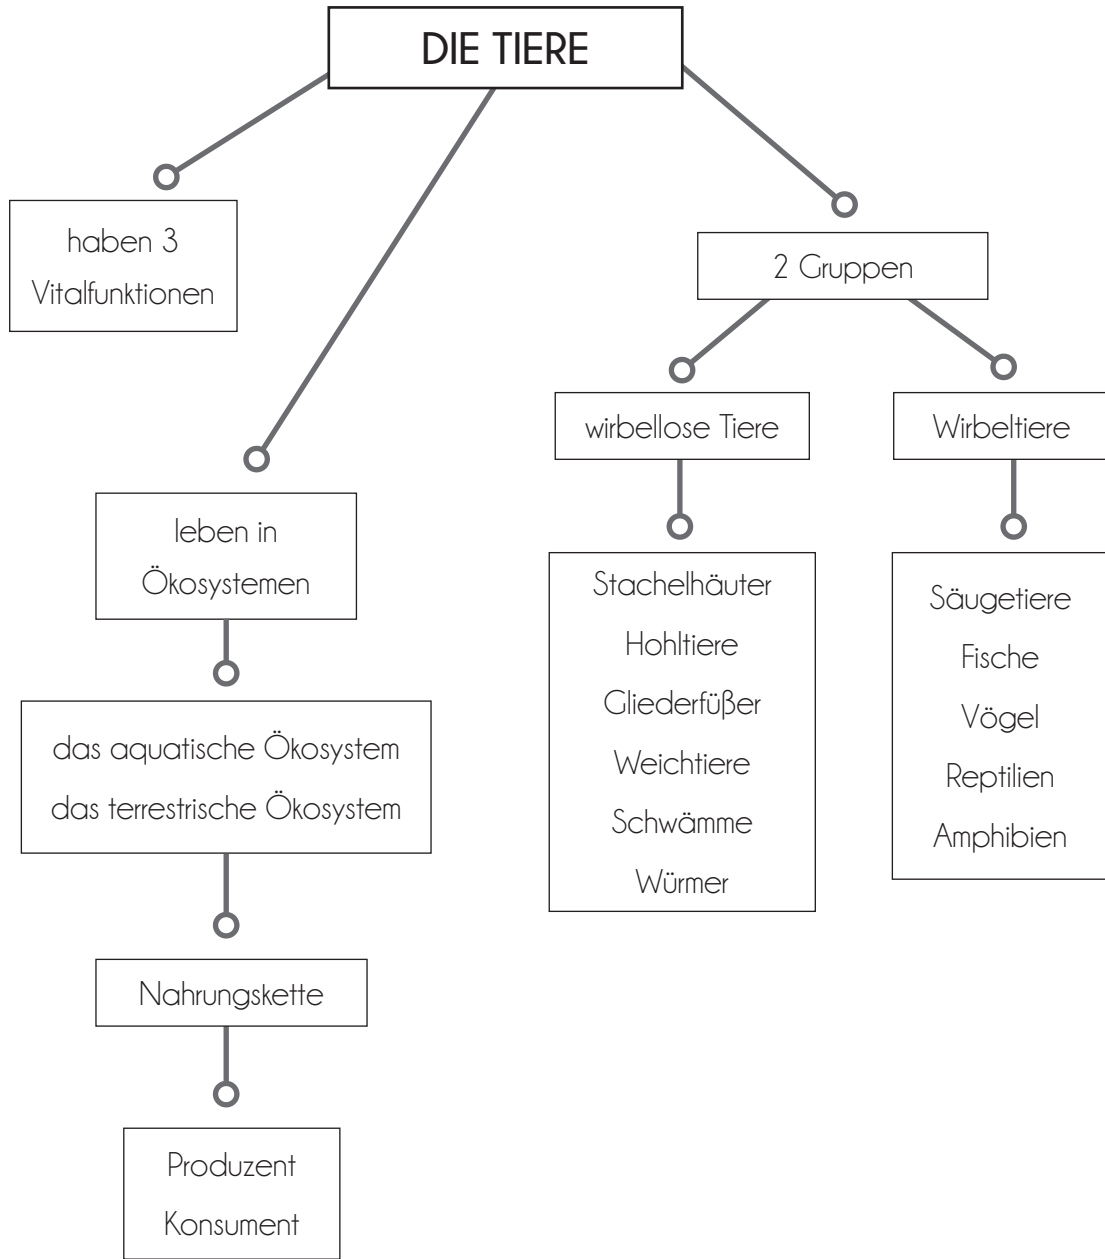 DIE TIERE
haben 3
Vitalfunktionen
leben in
Ökosystemen
das aquatische Ökosystem
das terrestrische Ökosystem
Nahrungskette
Produzent
Konsument
2 Gruppen
wirbellose Tiere
Stachelhäuter
Hohltiere
Gliederfüßer
Weichtiere
Schwämme
Würmer
Wirbeltiere
Säugetiere
Fische
Vögel
Reptilien
Amphibien